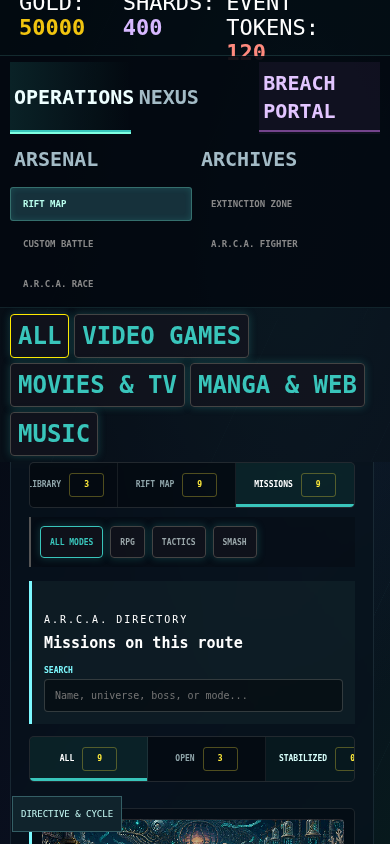 GOLD: SHARDS: EVENT
50000 400 TOKENS:
120
OPERATIONS NEXUS BREACH
PORTAL
ARSENAL ARCHIVES
RIFT MAP EXTINCTION ZONE
CUSTOM BATTLE A.R.C.A. FIGHTER
A.R.C.A. RACE
ALL VIDEO GAMES
MOVIES & TV MANGA & WEB
MUSIC
LIBRARY 3 RIFT MAP 9 MISSIONS 9
ALL MODES RPG TACTICS SMASH
A.R.C.A. DIRECTORY
Missions on this route
SEARCH
Name, universe, boss, or mode...
ALL 9 OPEN 3 STABILIZED 0
DIRECTIVE & CYCLE